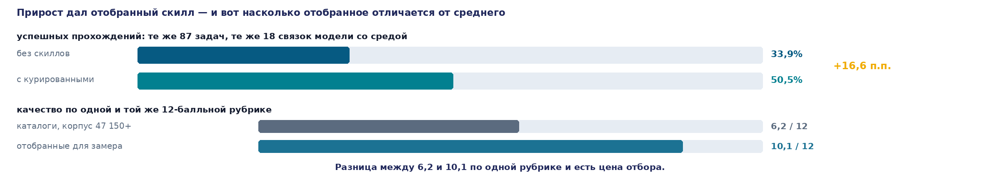 Прирост дал отобранный скилл — и вот насколько отобранное отличается от среднего
успешных прохождений: те же 87 задач, те же 18 связок модели со средой
без скиллов
33,9%
+16,6 п.п.
с курированными
50,5%
качество по одной и той же 12-балльной рубрике
каталоги, корпус 47 150+
6,2 / 12
отобранные для замера
10,1 / 12
Разница между 6,2 и 10,1 по одной рубрике и есть цена отбора.